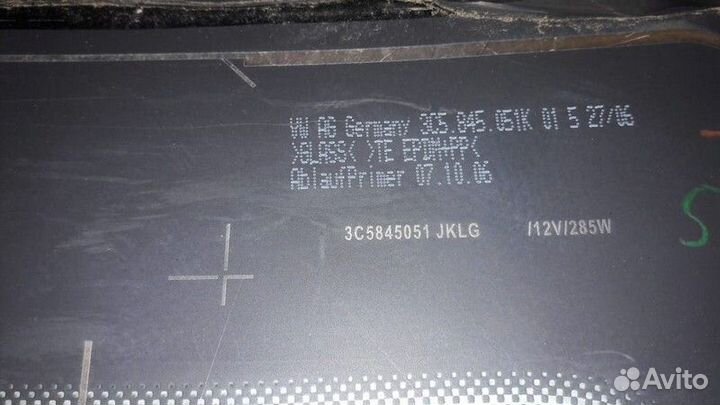 VW AG Germany 3C5.845.051K 01 5 27/06
>GLASS< >TE EPDM+PP<
AblaufPrimer 07.10.06
3C5845051 JKLG /12V/285W
S
Avito